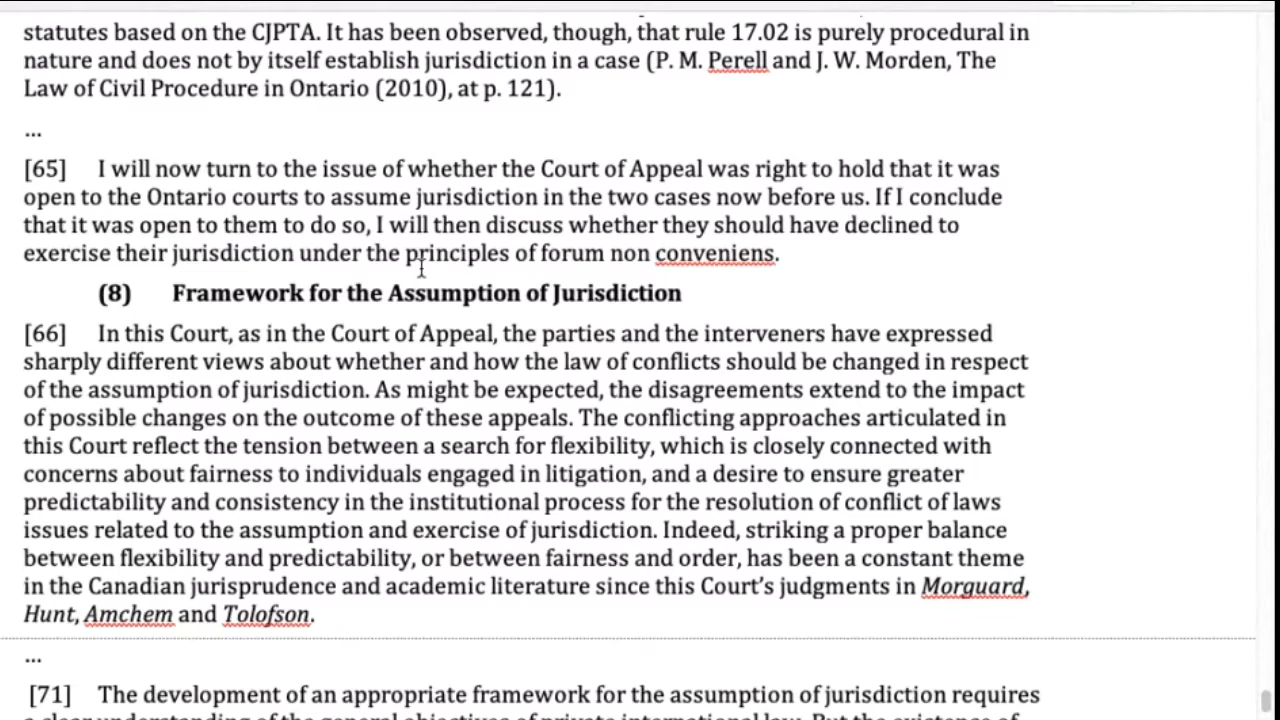 statutes based on the CJPTA. It has been observed, though, that rule 17.02 is purely procedural in
nature and does not by itself establish jurisdiction in a case (P. M. Perell and J. W. Morden, The
Law of Civil Procedure in Ontario (2010), at p. 121).
...
[65] I will now turn to the issue of whether the Court of Appeal was right to hold that it was
open to the Ontario courts to assume jurisdiction in the two cases now before us. If I conclude
that it was open to them to do so, I will then discuss whether they should have declined to
exercise their jurisdiction under the principles of forum non conveniens.
(8) Framework for the Assumption of Jurisdiction
[66] In this Court, as in the Court of Appeal, the parties and the interveners have expressed
sharply different views about whether and how the law of conflicts should be changed in respect
of the assumption of jurisdiction. As might be expected, the disagreements extend to the impact
of possible changes on the outcome of these appeals. The conflicting approaches articulated in
this Court reflect the tension between a search for flexibility, which is closely connected with
concerns about fairness to individuals engaged in litigation, and a desire to ensure greater
predictability and consistency in the institutional process for the resolution of conflict of laws
issues related to the assumption and exercise of jurisdiction. Indeed, striking a proper balance
between flexibility and predictability, or between fairness and order, has been a constant theme
in the Canadian jurisprudence and academic literature since this Court's judgments in Morguard,
Hunt, Amchem and Tolofson.
...
[71] The development of an appropriate framework for the assumption of jurisdiction requires
a clear understanding of the general objectives of private international law. But the existence of